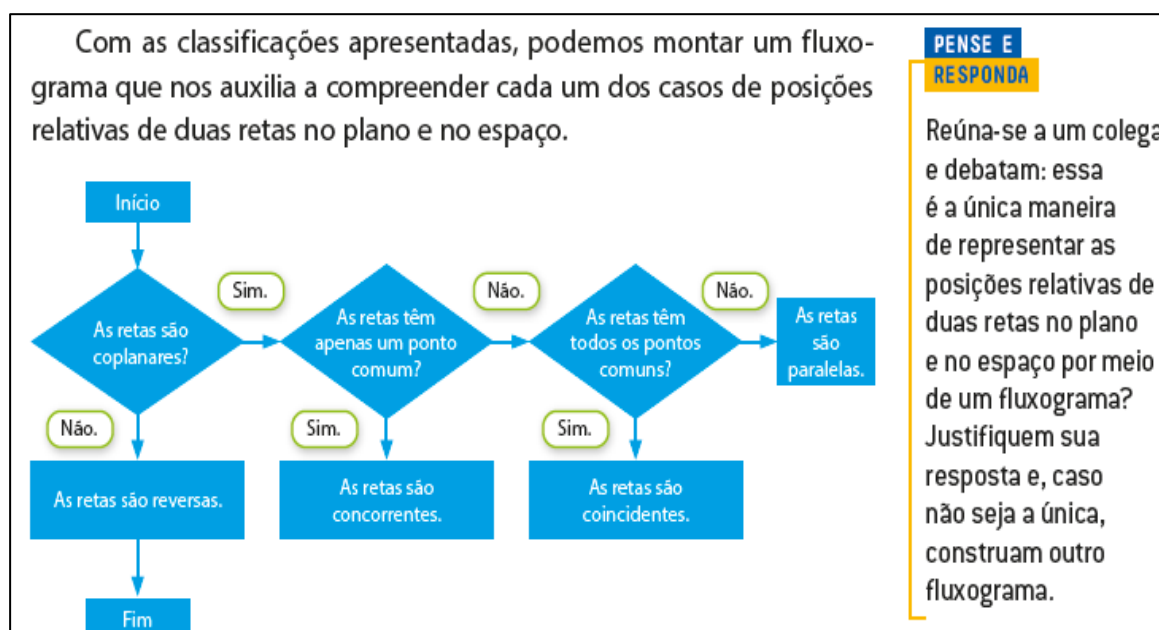 Com as classificações apresentadas, podemos montar um fluxo-
grama que nos auxilia a compreender cada um dos casos de posições
relativas de duas retas no plano e no espaço.
Início
Sim.
Não.
Não.
As retas são
coplanares?
As retas têm
apenas um ponto
comum?
As retas têm
todos os pontos
comuns?
As retas
são
paralelas.
Não.
Sim.
Sim.
As retas são reversas.
As retas são
concorrentes.
As retas são
coincidentes.
Fim
PENSE E
RESPONDA
Reúna-se a um colega
e debatam: essa
é a única maneira
de representar as
posições relativas de
duas retas no plano
e no espaço por meio
de um fluxograma?
Justifiquem sua
resposta e, caso
não seja a única,
construam outro
fluxograma.